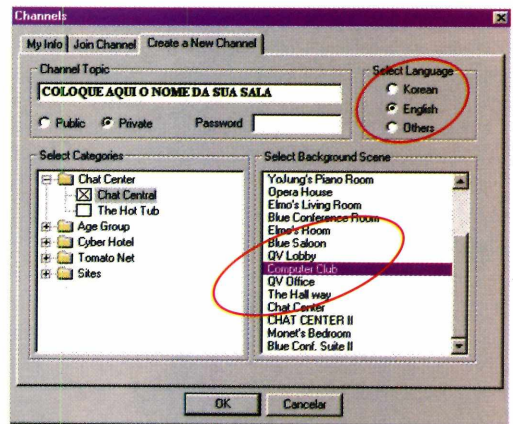 Channels
My Info Join Channel Create a New Channel
Channel Topic
COLOQUE AQUI O NOME DA SUA SALA
Public Private Password
Select Language
Korean
English
Others
Select Categories
Chat Center
Chat Central
The Hot Tub
Age Group
Cyber Hotel
Tomato Net
Sites
Select Background Scene
YoJung's Piano Room
Opera House
Elmo's Living Room
Blue Conference Room
Elmo's Room
Blue Saloon
QV Lobby
Computer Club
QV Office
The Hall way
Chat Center
CHAT CENTER II
Monet's Bedroom
Blue Conf. Suite II
OK Cancelar